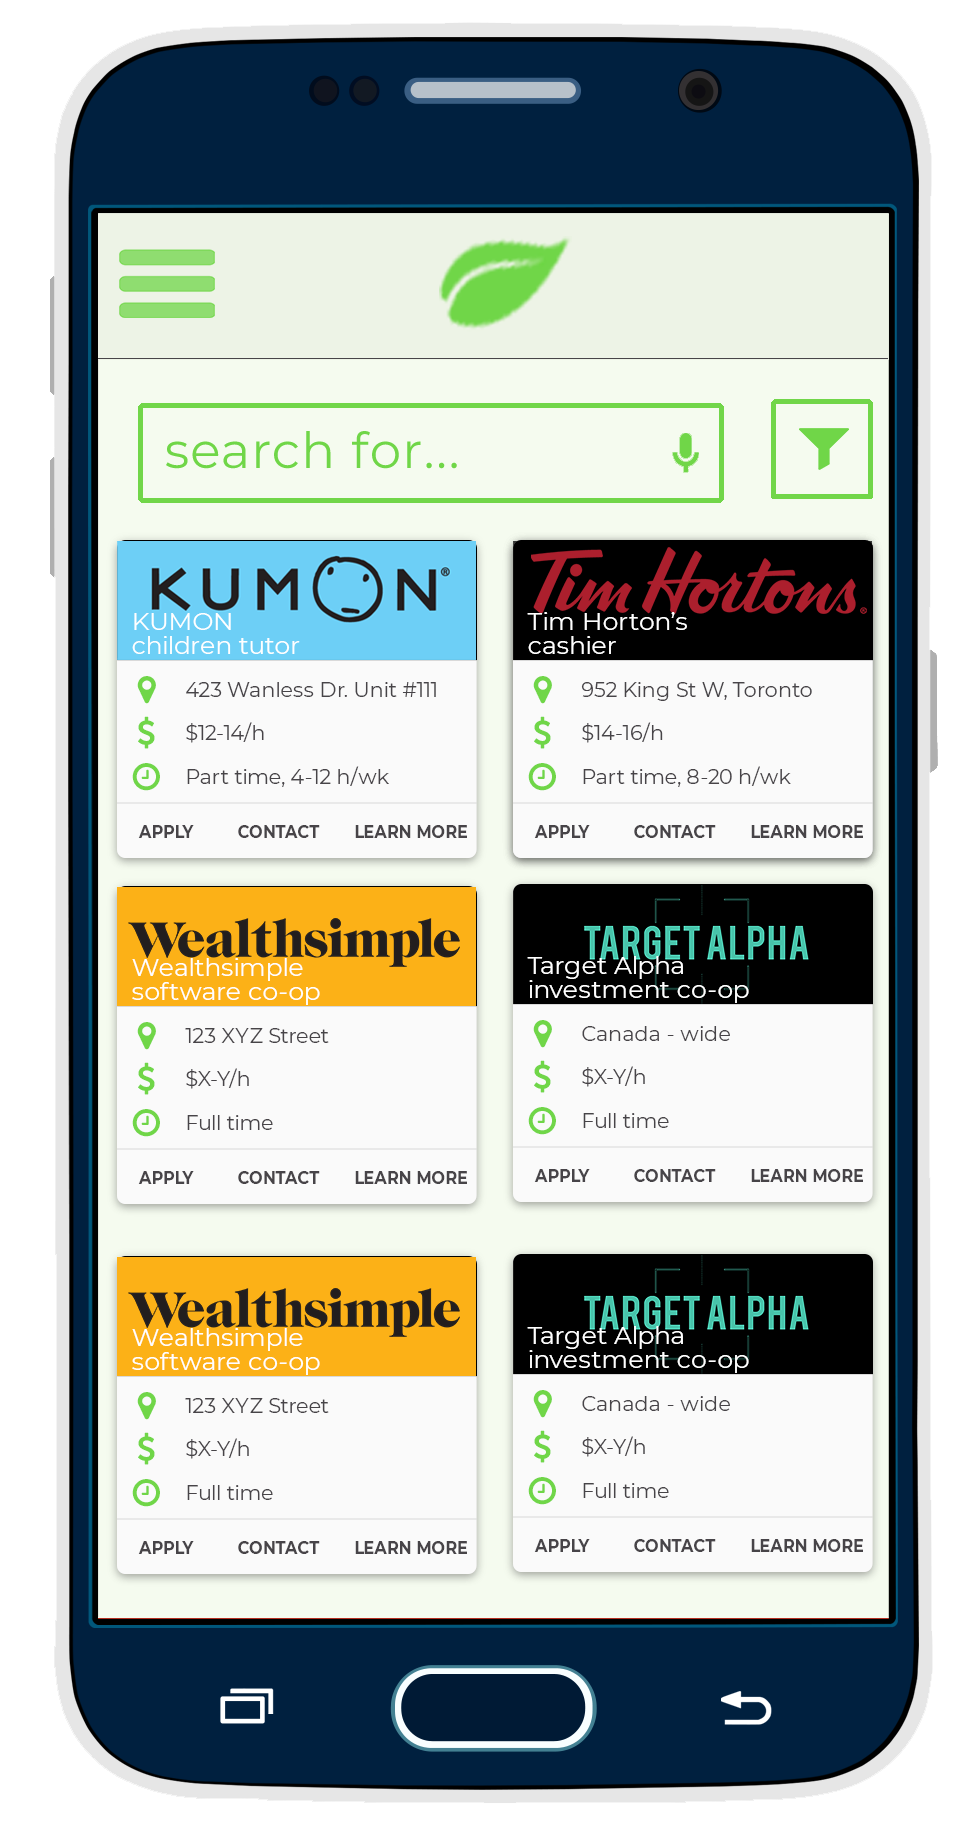 search for...
KUMON®
KUMON
children tutor
423 Wanless Dr. Unit #111
$12-14/h
Part time, 4-12 h/wk
APPLY CONTACT LEARN MORE
Tim Hortons®
Tim Horton's
cashier
952 King St W, Toronto
$14-16/h
Part time, 8-20 h/wk
APPLY CONTACT LEARN MORE
Wealthsimple
Wealthsimple
software co-op
123 XYZ Street
$X-Y/h
Full time
APPLY CONTACT LEARN MORE
TARGET ALPHA
Target Alpha
investment co-op
Canada - wide
$X-Y/h
Full time
APPLY CONTACT LEARN MORE
Wealthsimple
Wealthsimple
software co-op
123 XYZ Street
$X-Y/h
Full time
APPLY CONTACT LEARN MORE
TARGET ALPHA
Target Alpha
investment co-op
Canada - wide
$X-Y/h
Full time
APPLY CONTACT LEARN MORE